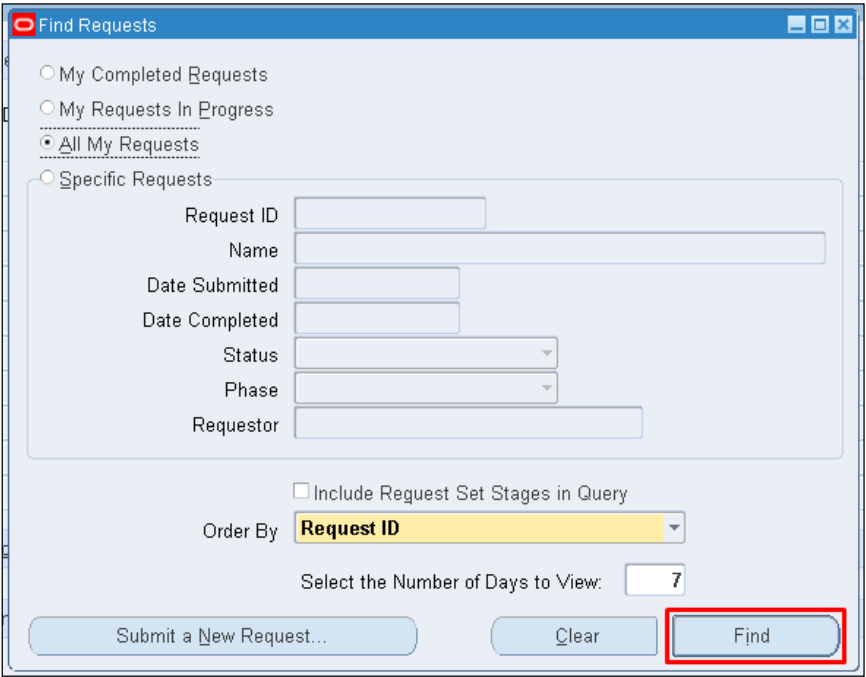 Find Requests
My Completed Requests
My Requests In Progress
All My Requests
Specific Requests
Request ID
Name
Date Submitted
Date Completed
Status
Phase
Requestor
Include Request Set Stages in Query
Order By Request ID
Select the Number of Days to View: 7
Submit a New Request... Clear Find